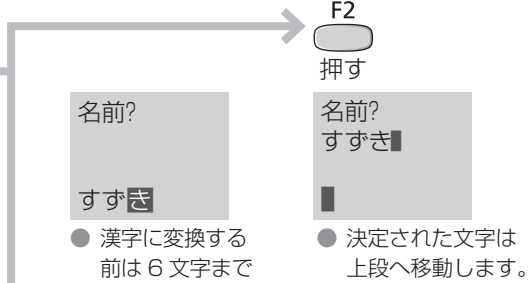 F2
押す
名前?
すずき
● 漢字に変換する
前は 6 文字まで
名前?
すずき
● 決定された文字は
上段へ移動します。